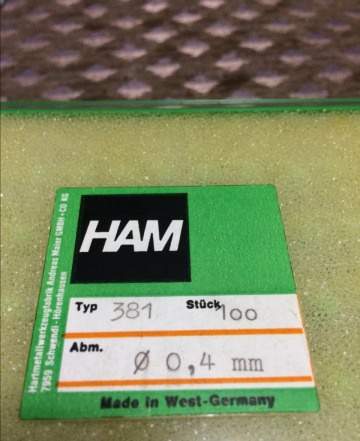 HAM
Hartmetallwerkzeugfabrik Andreas Maier GMBH + CO KG
7959 Schwendi - Hörenhausen
Typ 381 Stück 100
Abm. Ø 0,4 mm
Made in West-Germany